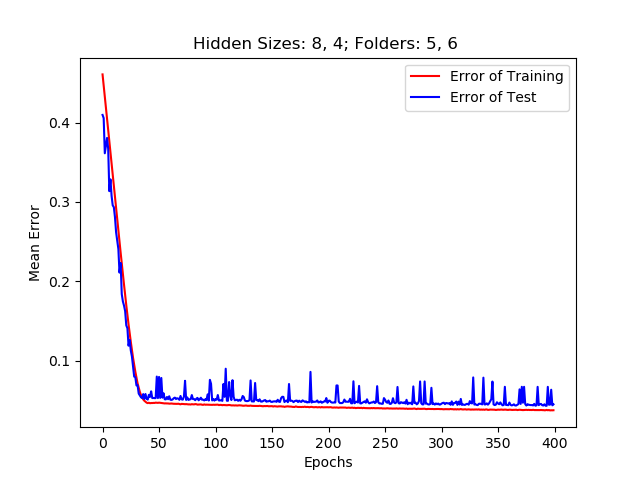 Hidden Sizes: 8, 4; Folders: 5, 6
Error of Training
Error of Test
Mean Error
0.4
0.3
0.2
0.1
0 50 100 150 200 250 300 350 400
Epochs